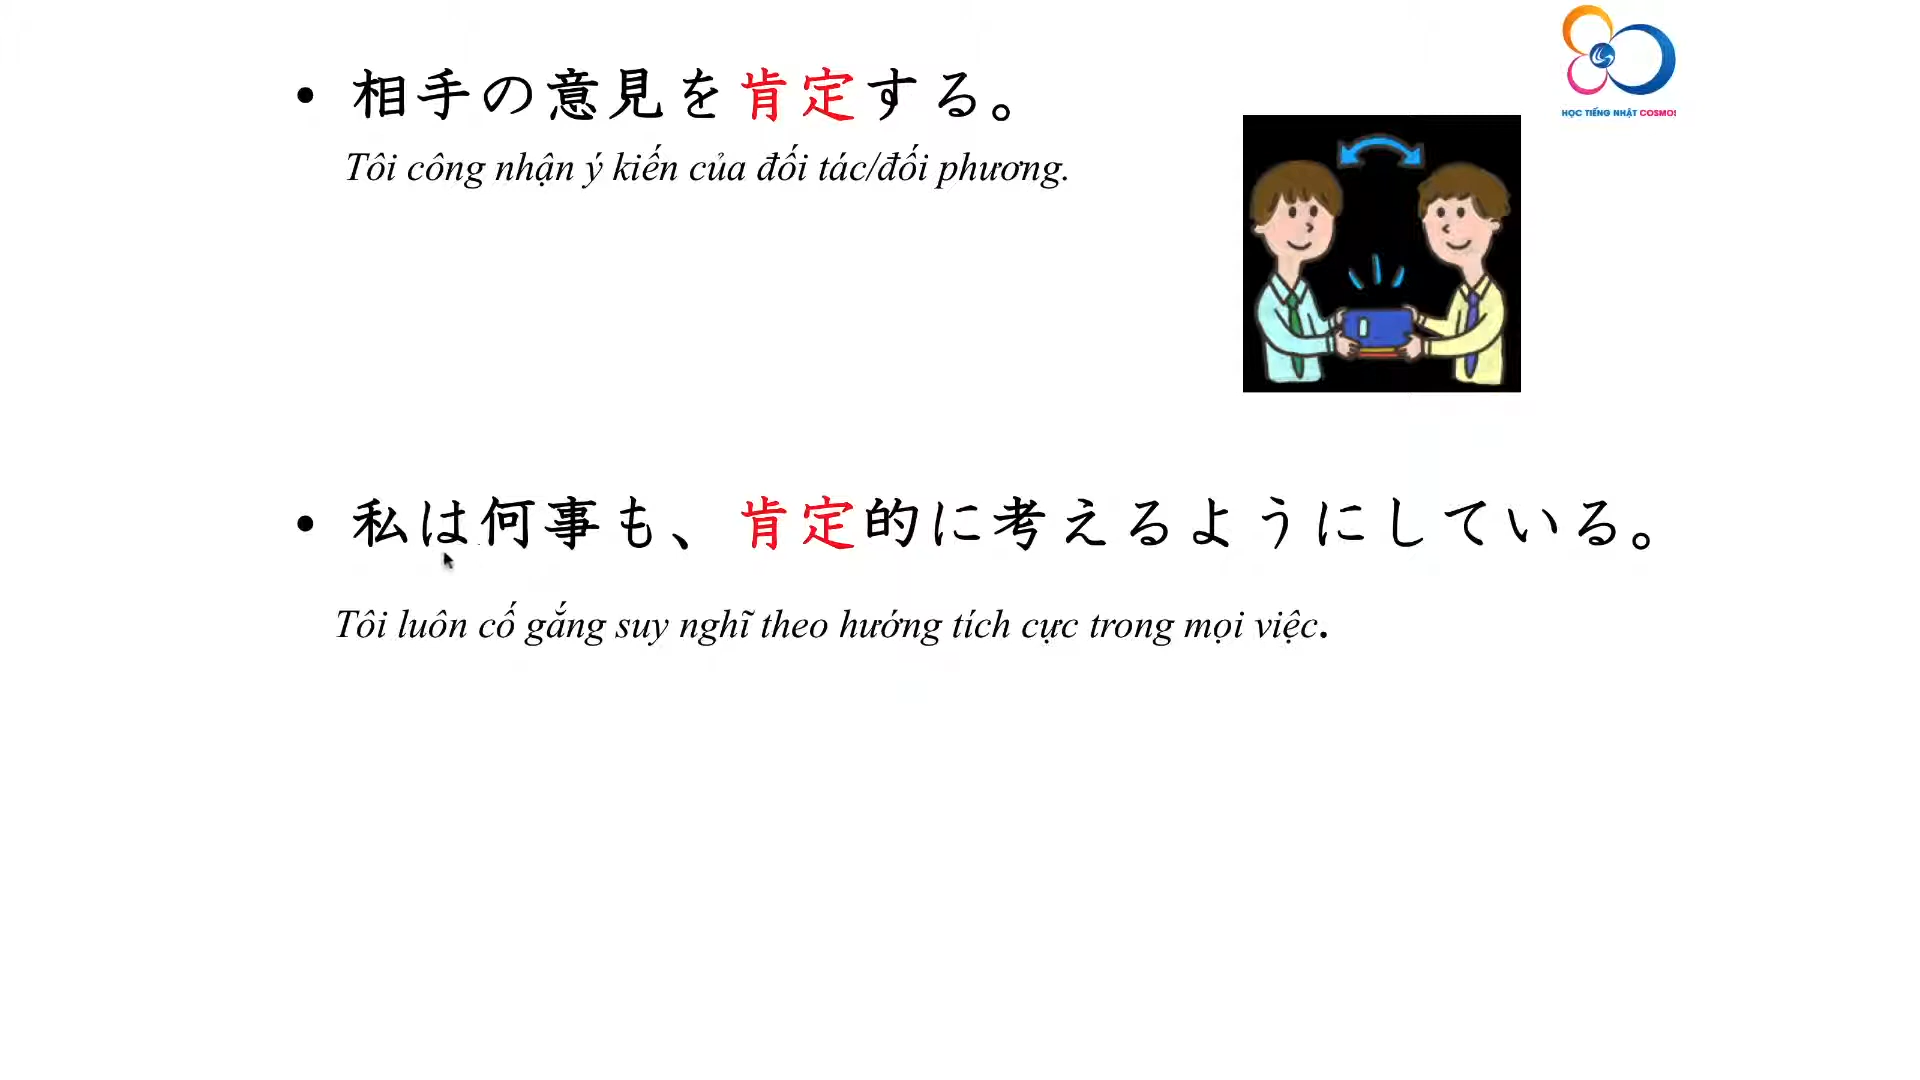 • 相手の意見を肯定する。
Tôi công nhận ý kiến của đối tác/đối phương.
HỌC TIẾNG NHẬT COSMOS
• 私は何事も、肯定的に考えるようにしている。
Tôi luôn cố gắng suy nghĩ theo hướng tích cực trong mọi việc.